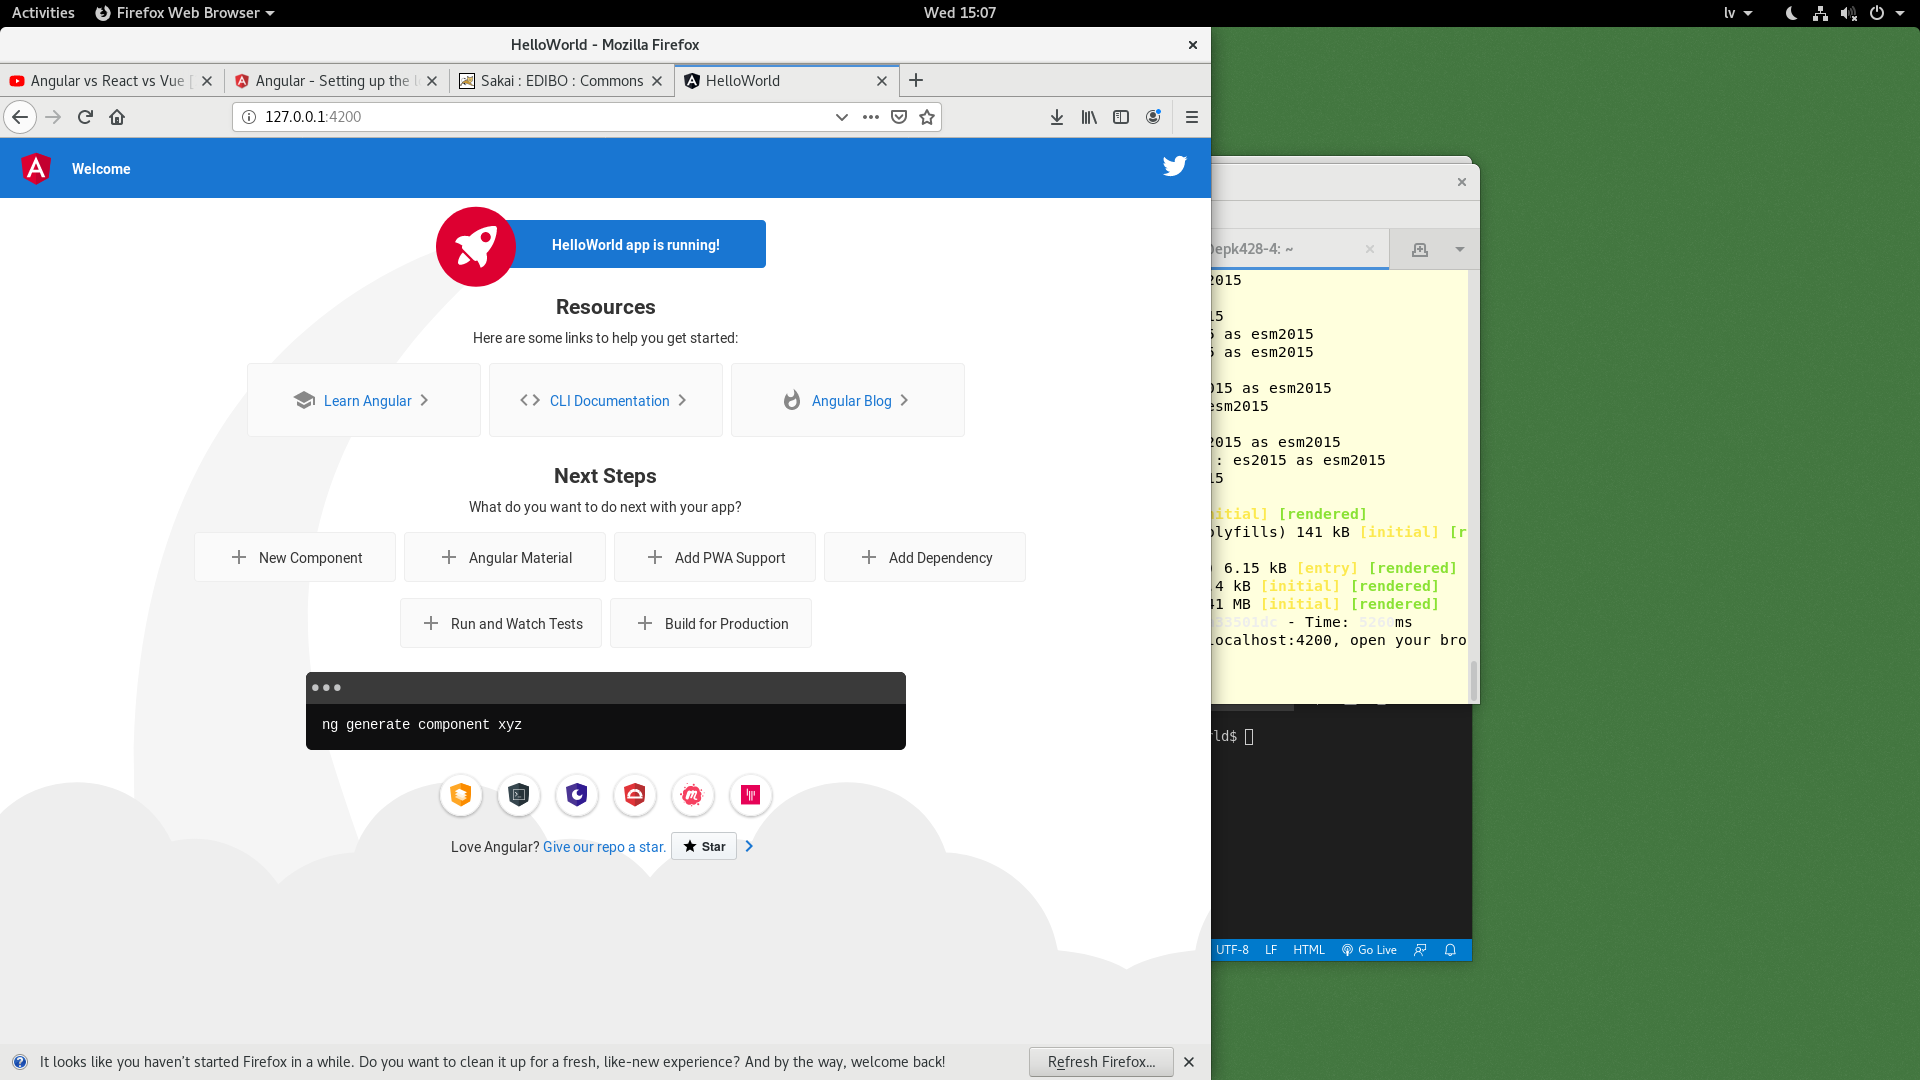 Activities Firefox Web Browser Wed 15:07 lv
HelloWorld - Mozilla Firefox
Angular vs React vs Vue [ Angular - Setting up the Sakai : EDIBO : Commons HelloWorld
127.0.0.1:4200
Welcome
HelloWorld app is running!
Resources
Here are some links to help you get started:
Learn Angular CLI Documentation Angular Blog
Next Steps
What do you want to do next with your app?
New Component Angular Material Add PWA Support Add Dependency
Run and Watch Tests Build for Production
ng generate component xyz
Love Angular? Give our repo a star. Star
It looks like you haven't started Firefox in a while. Do you want to clean it up for a fresh, like-new experience? And by the way, welcome back! Refresh Firefox...
epk428-4: ~
2015
15
as esm2015
as esm2015
015 as esm2015
esm2015
2015 as esm2015
: es2015 as esm2015
15
[rendered]
141 kB [initial] [r
6.15 kB [entry] [rendered]
4 kB [initial] [rendered]
41 MB [initial] [rendered]
33501dc - Time: 5260ms
localhost:4200, open your bro
ld$
UTF-8 LF HTML Go Live